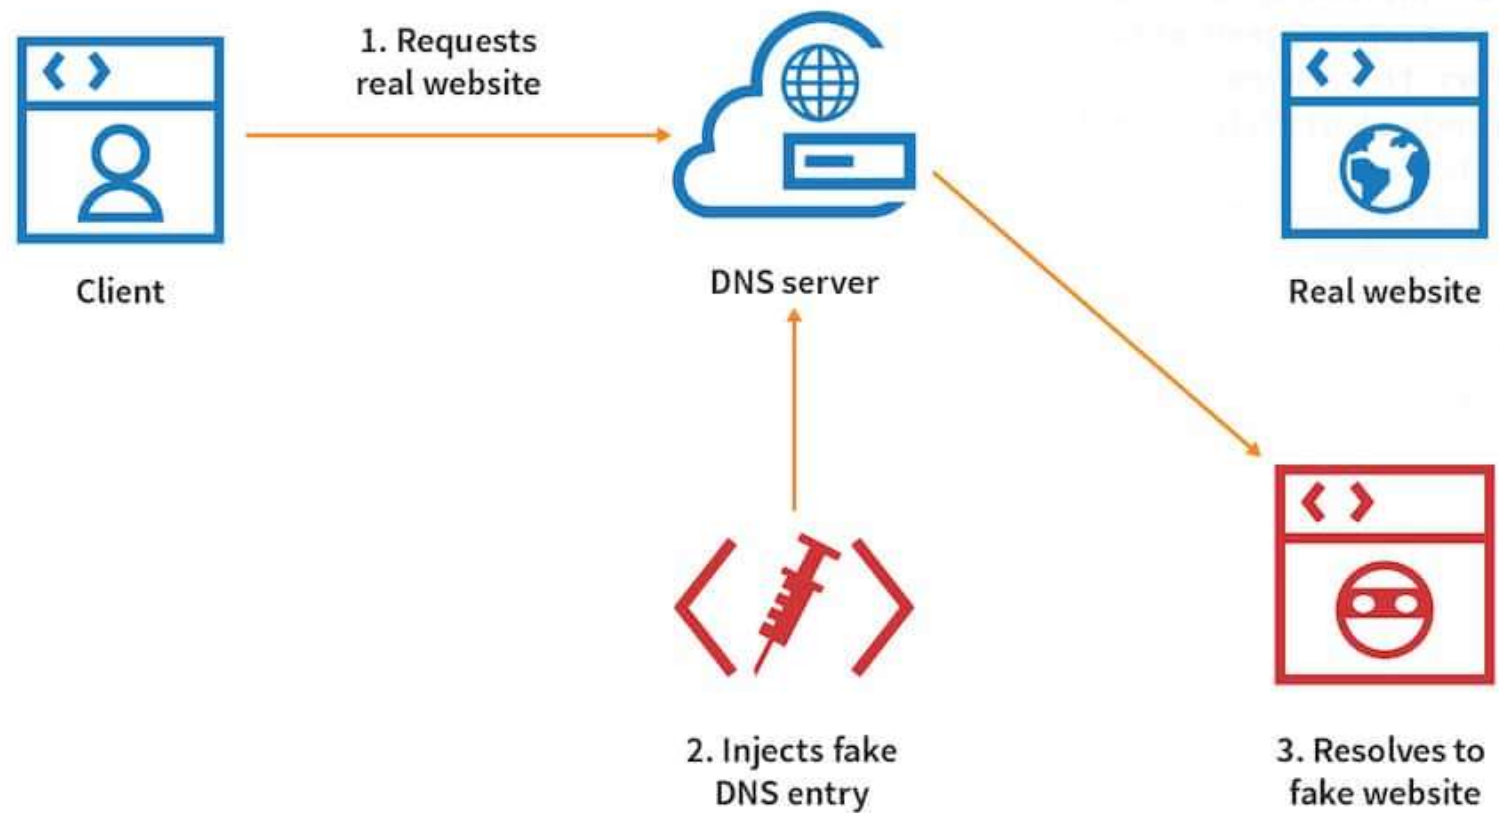 1. Requests
real website
Client
DNS server
Real website
2. Injects fake
DNS entry
3. Resolves to
fake website